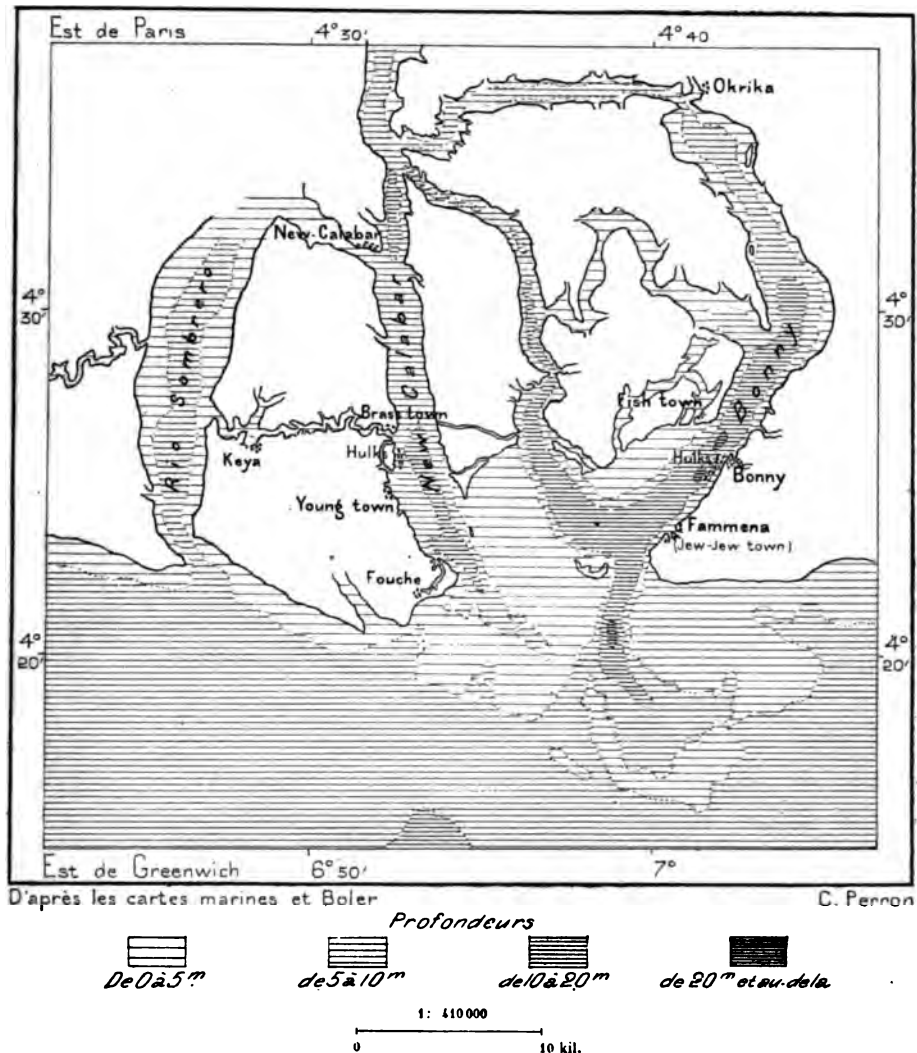 Est de Paris
4° 30'
4° 40
Okrika
New-Calabar
4° 30'
4° 30'
Rio Sombrero
New Calabar
Bonny
Fish town
Brass town
Hulks
Keya
Hulks
Bonny
Young town
Fammena
(Jew-Jew town)
Fouche
4° 20'
4° 20'
Est de Greenwich
6° 50'
7°
D'après les cartes marines et Boler
C. Perron
Profondeurs
De 0 à 5m
de 5 à 10m
de 10 à 20m
de 20m et au-dela
1: 410 000
0
10 kil.